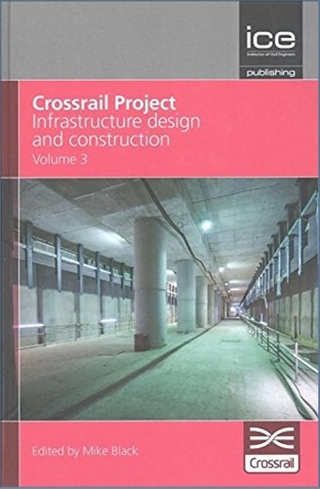 ice
Institution of Civil Engineers
publishing
Crossrail Project
Infrastructure design
and construction
Volume 3
Edited by Mike Black
Crossrail